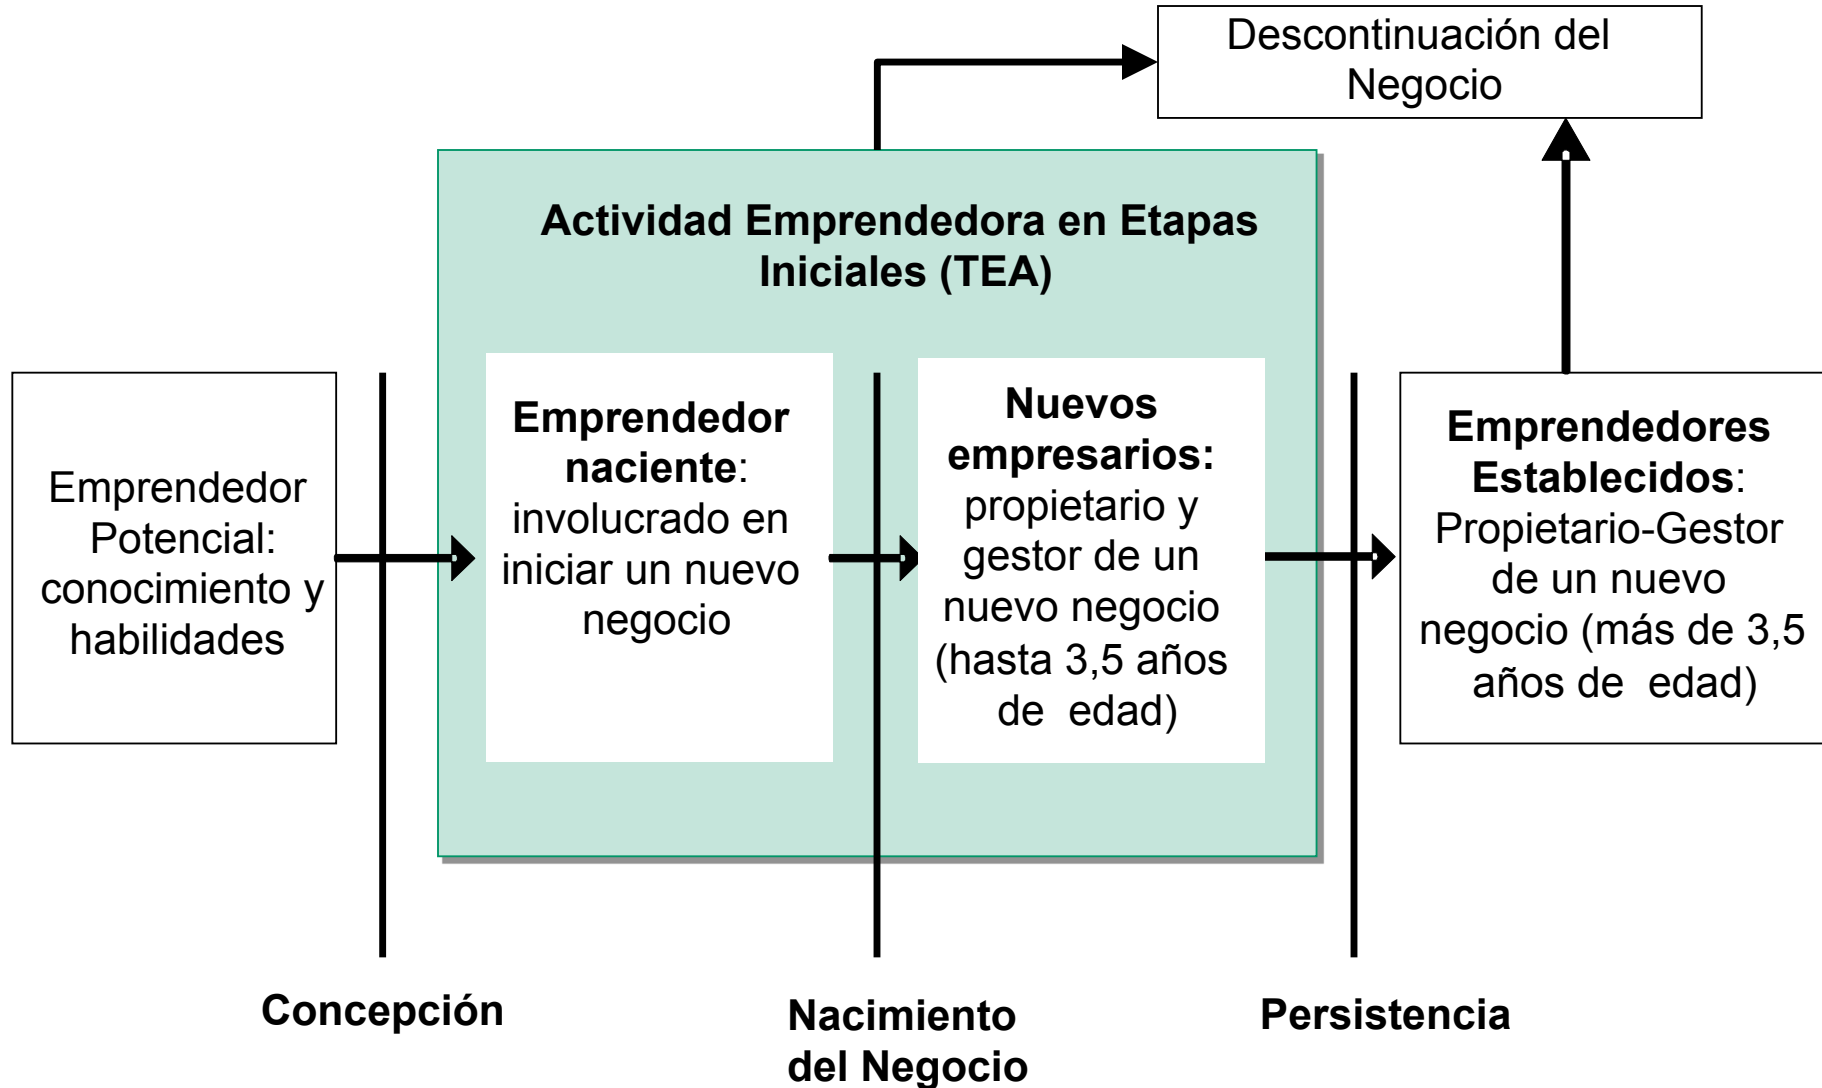 Descontinuación del
Negocio
Actividad Emprendedora en Etapas
Iniciales (TEA)
Emprendedor
Potencial:
conocimiento y
habilidades
Emprendedor
naciente:
involucrado en
iniciar un nuevo
negocio
Nuevos
empresarios:
propietario y
gestor de un
nuevo negocio
(hasta 3,5 años
de edad)
Emprendedores
Establecidos:
Propietario-Gestor
de un nuevo
negocio (más de 3,5
años de edad)
Concepción
Nacimiento
del Negocio
Persistencia